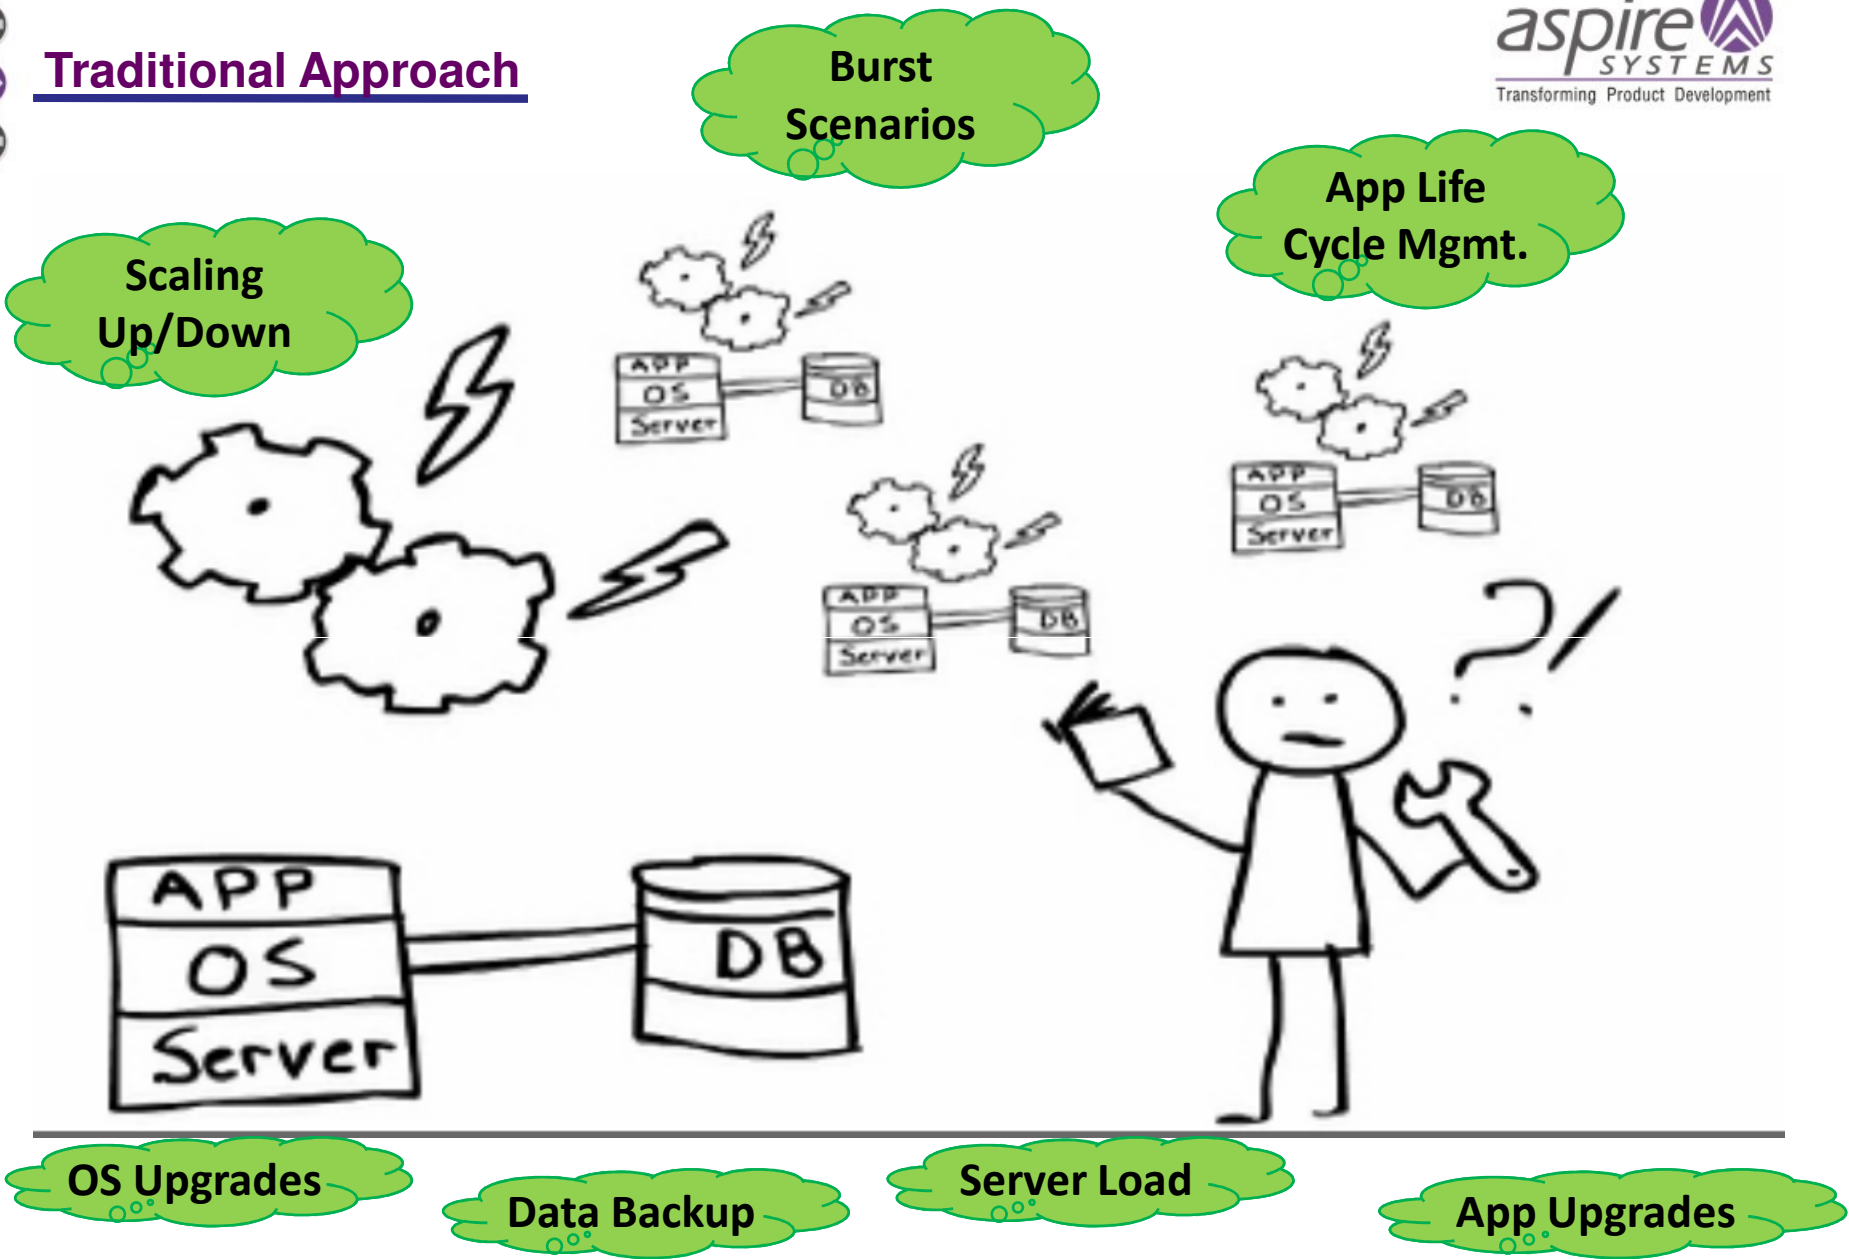 Traditional Approach
aspire
SYSTEMS
Transforming Product Development
Burst
Scenarios
App Life
Cycle Mgmt.
Scaling
Up/Down
APP
OS
Server
DB
APP
OS
Server
DB
APP
OS
Server
DB
?!
APP
OS
Server
DB
OS Upgrades
Data Backup
Server Load
App Upgrades